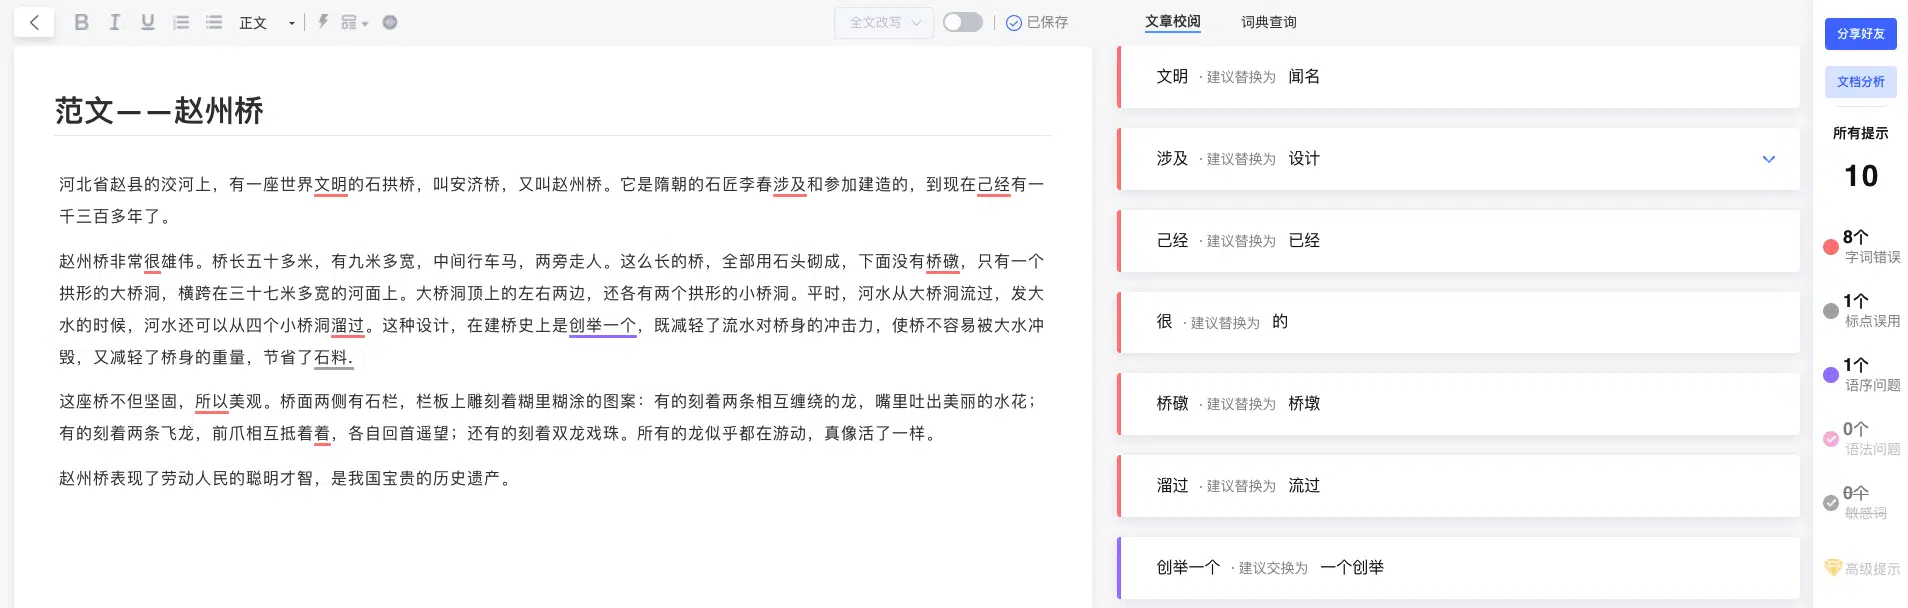 B I U 正文
全文改写
已保存
文章校阅 词典查询
分享好友
文档分析
范文——赵州桥
河北省赵县的洨河上，有一座世界文明的石拱桥，叫安济桥，又叫赵州桥。它是隋朝的石匠李春涉及和参加建造的，到现在己经有一
千三百多年了。
赵州桥非常很雄伟。桥长五十多米，有九米多宽，中间行车马，两旁走人。这么长的桥，全部用石头砌成，下面没有桥礅，只有一个
拱形的大桥洞，横跨在三十七米多宽的河面上。大桥洞顶上的左右两边，还各有两个拱形的小桥洞。平时，河水从大桥洞流过，发大
水的时候，河水还可以从四个小桥洞溜过。这种设计，在建桥史上是创举一个，既减轻了流水对桥身的冲击力，使桥不容易被大水冲
毁，又减轻了桥身的重量，节省了石料.
这座桥不但坚固，所以美观。桥面两侧有石栏，栏板上雕刻着糊里糊涂的图案：有的刻着两条相互缠绕的龙，嘴里吐出美丽的水花；
有的刻着两条飞龙，前爪相互抵着着，各自回首遥望；还有的刻着双龙戏珠。所有的龙似乎都在游动，真像活了一样。
赵州桥表现了劳动人民的聪明才智，是我国宝贵的历史遗产。
文明 · 建议替换为 闻名
涉及 · 建议替换为 设计
己经 · 建议替换为 已经
很 · 建议替换为 的
桥礅 · 建议替换为 桥墩
溜过 · 建议替换为 流过
创举一个 · 建议交换为 一个创举
所有提示
10
8个
字词错误
1个
标点误用
1个
语序问题
0个
语法问题
0个
敏感词
高级提示